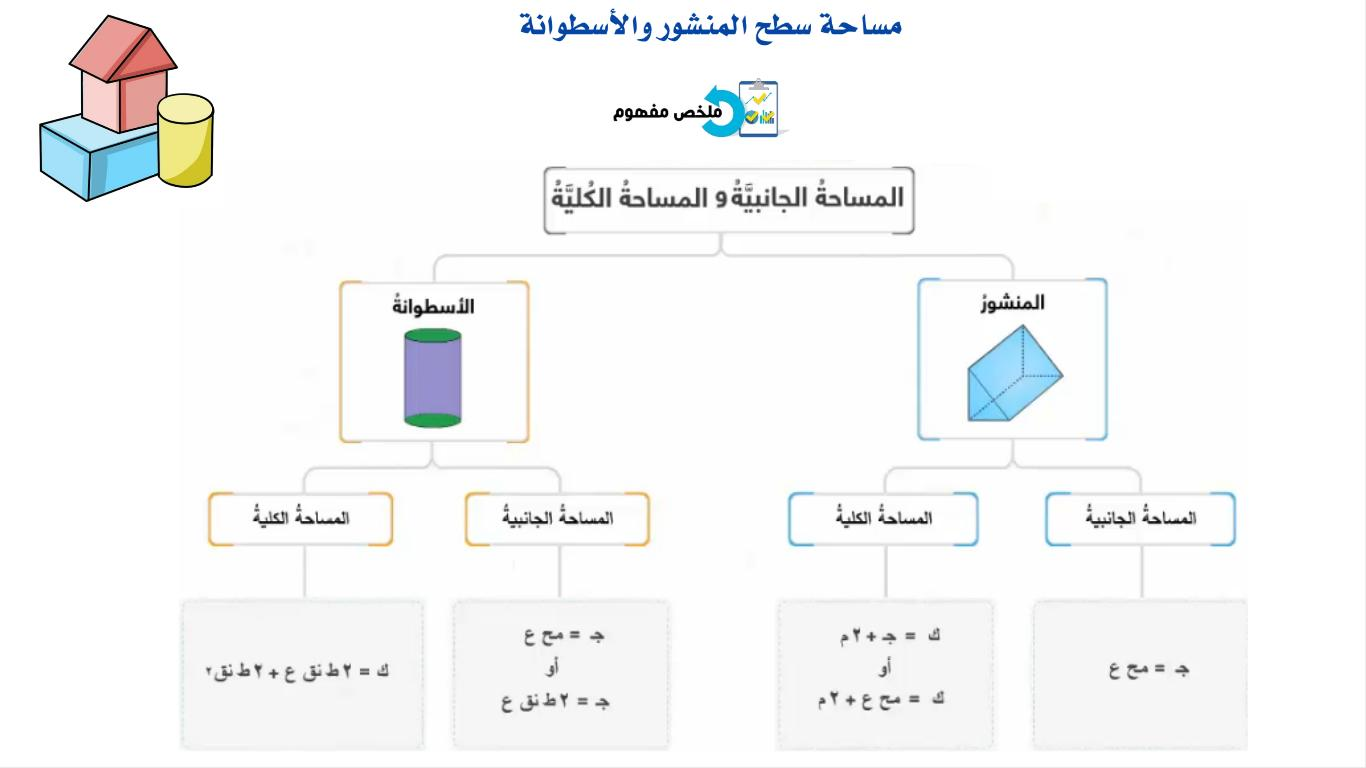 مساحة سطح المنشور والأسطوانة
ملخص مفهوم
المساحةُ الجانبيَّةُ و المساحةُ الكُليَّةُ
المنشورُ
الأسطوانةُ
المساحةُ الجانبيةُ
المساحةُ الكليةُ
المساحةُ الجانبيةُ
المساحةُ الكليةُ
جـ = مح ع
ك = جـ + ٢ م
أو
ك = مح ع + ٢ م
جـ = مح ع
أو
جـ = ٢ ط نق ع
ك = ٢ ط نق ع + ٢ ط نق٢